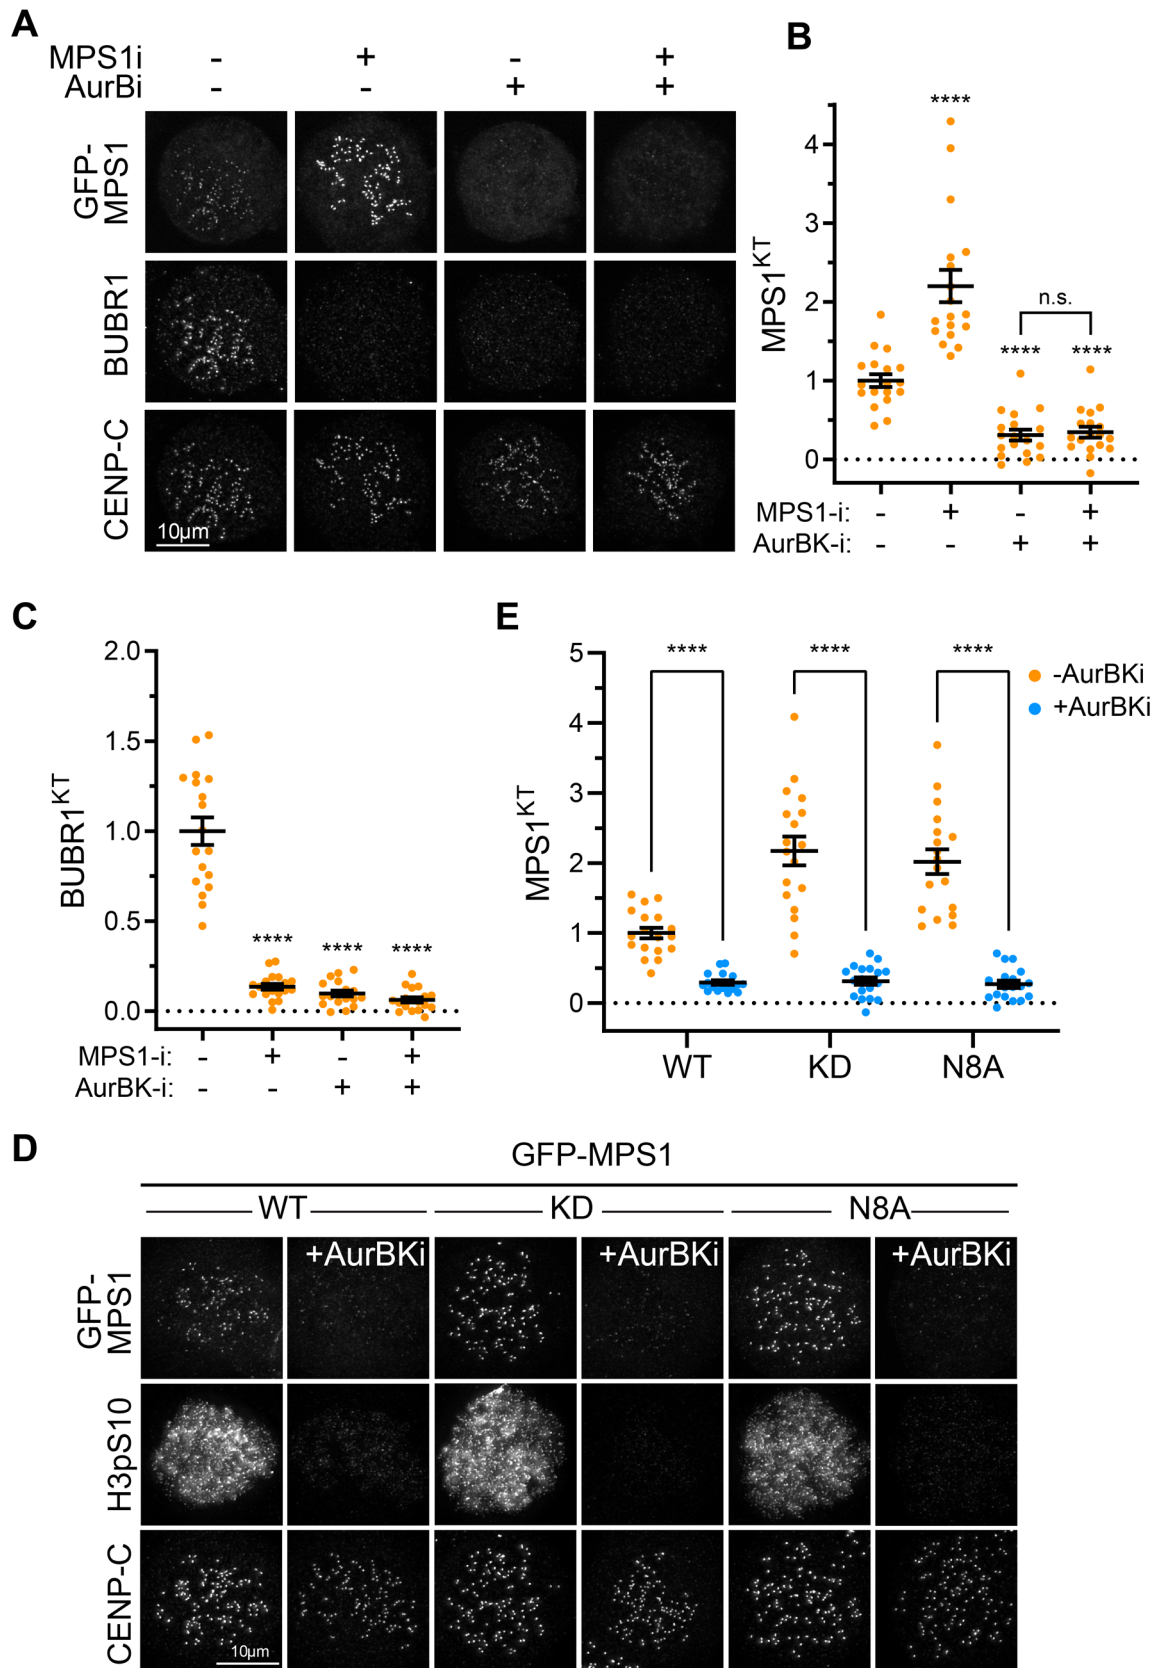 A
MPS1i - + - +
AurBi - - + +
GFP-
MPS1
BUBR1
CENP-C
10µm
B
MPS1KT
4
3
2
1
0
****
n.s.
**** ****
MPS1-i: - + - +
AurBK-i: - - + +
C
BUBR1KT
2.0
1.5
1.0
0.5
0.0
**** **** ****
MPS1-i: - + - +
AurBK-i: - - + +
E
MPS1KT
5
4
3
2
1
0
**** **** ****
-AurBKi
+AurBKi
WT KD N8A
D
GFP-MPS1
WT KD N8A
+AurBKi +AurBKi +AurBKi
GFP-
MPS1
H3pS10
CENP-C
10µm